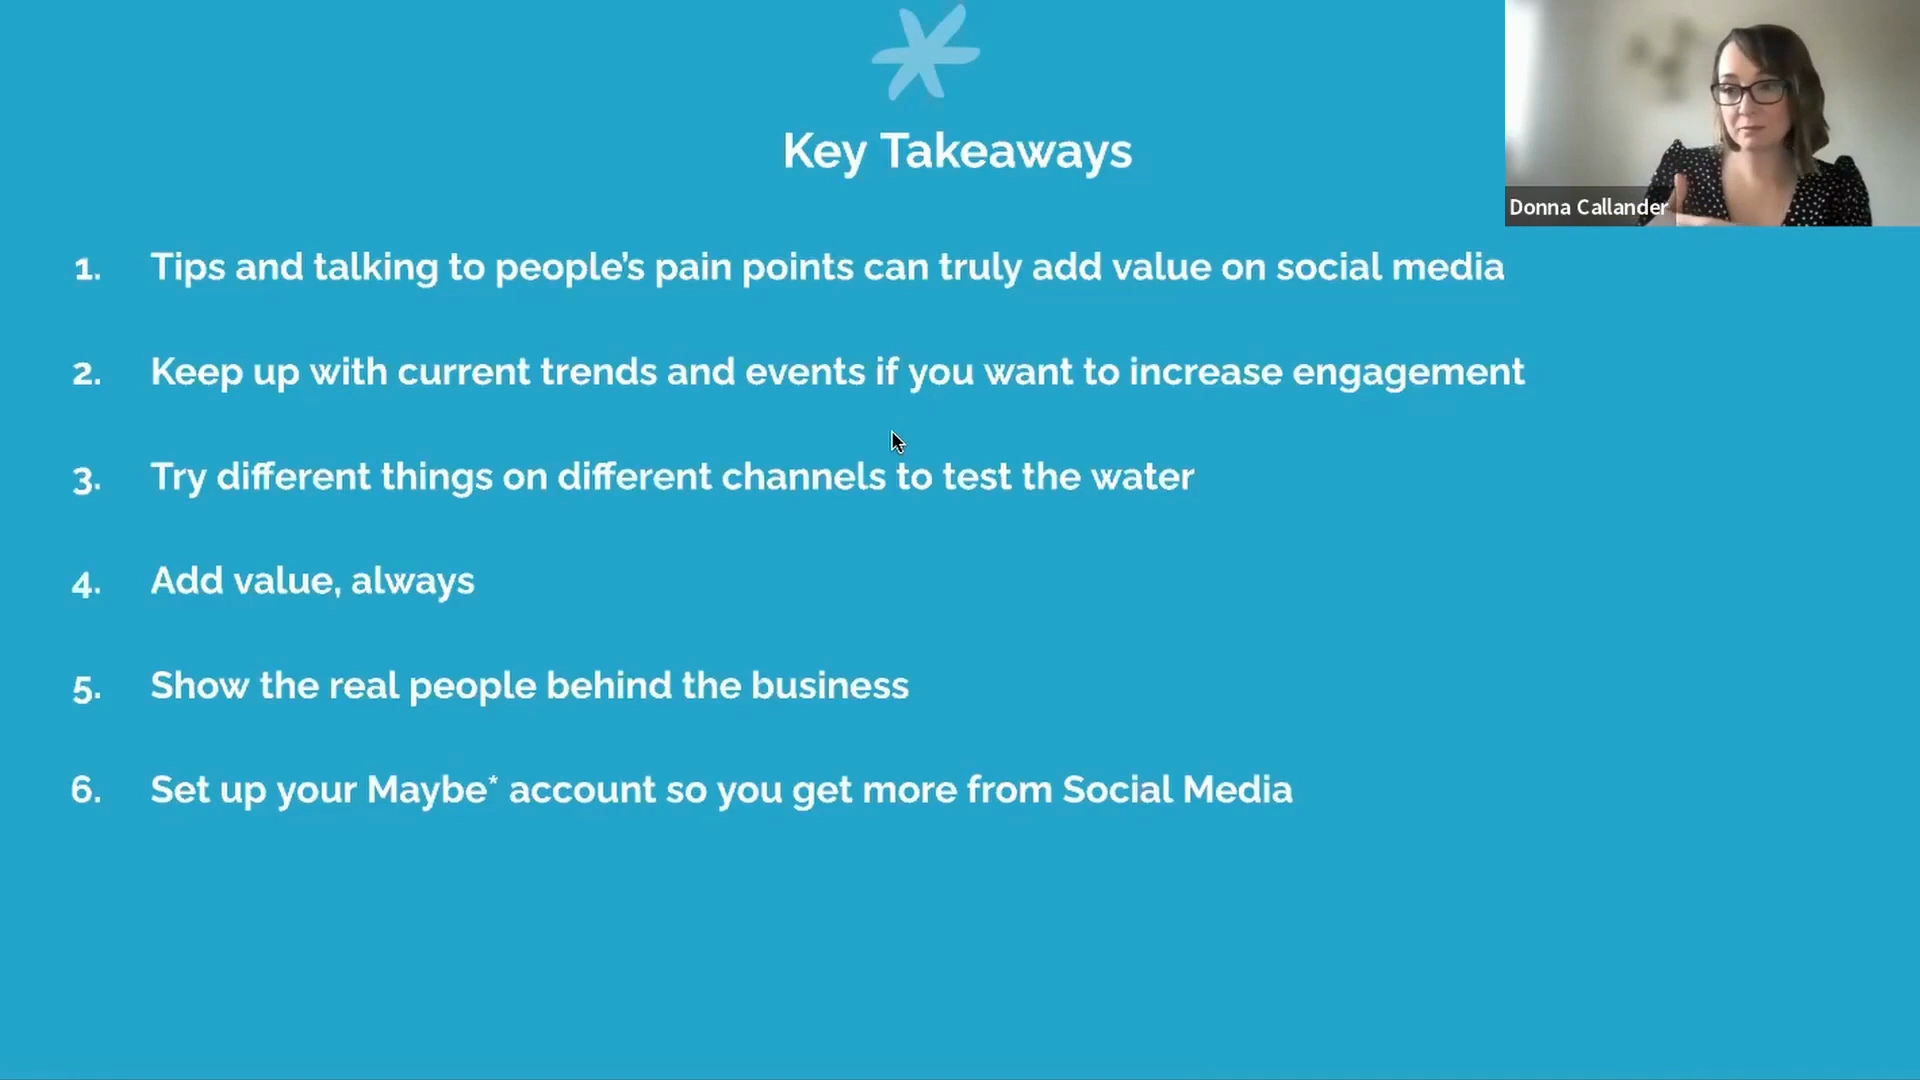 Key Takeaways
Donna Callander
1. Tips and talking to people’s pain points can truly add value on social media
2. Keep up with current trends and events if you want to increase engagement
3. Try different things on different channels to test the water
4. Add value, always
5. Show the real people behind the business
6. Set up your Maybe* account so you get more from Social Media